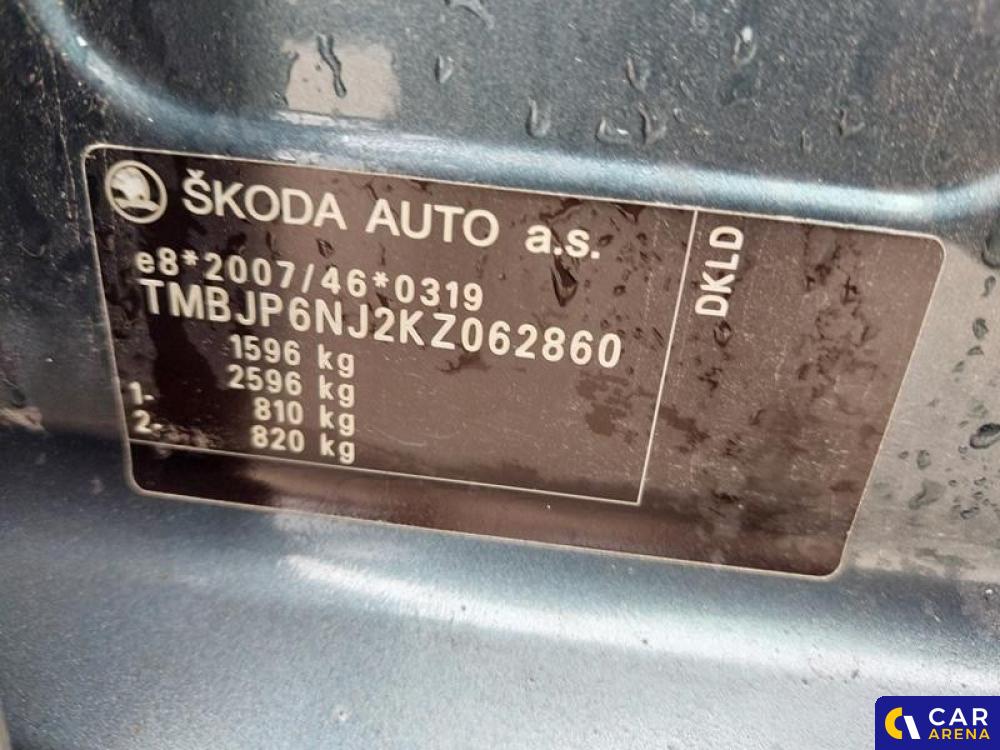 ŠKODA AUTO a.s.
e8*2007/46*0319
TMBJP6NJ2KZ062860
1596 kg
2596 kg
1- 810 kg
2- 820 kg
DKLD
CAR
ARENA